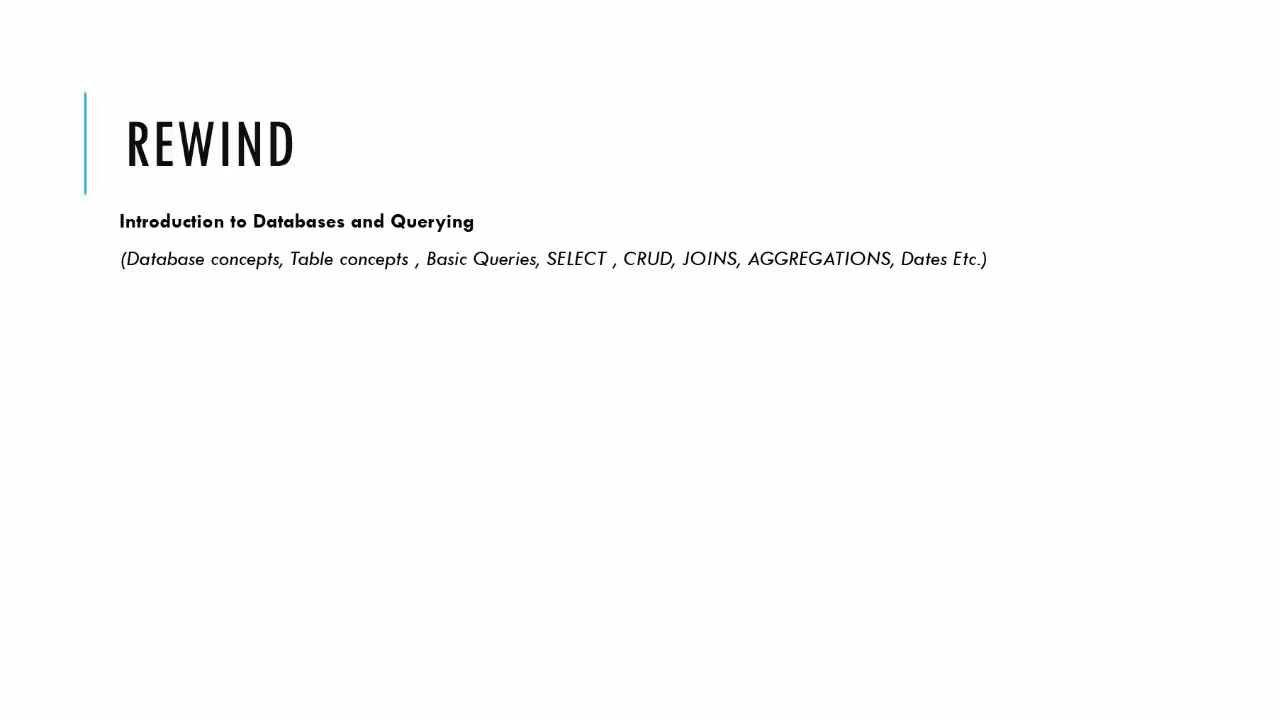 REWIND
Introduction to Databases and Querying
(Database concepts, Table concepts , Basic Queries, SELECT , CRUD, JOINS, AGGREGATIONS, Dates Etc.)